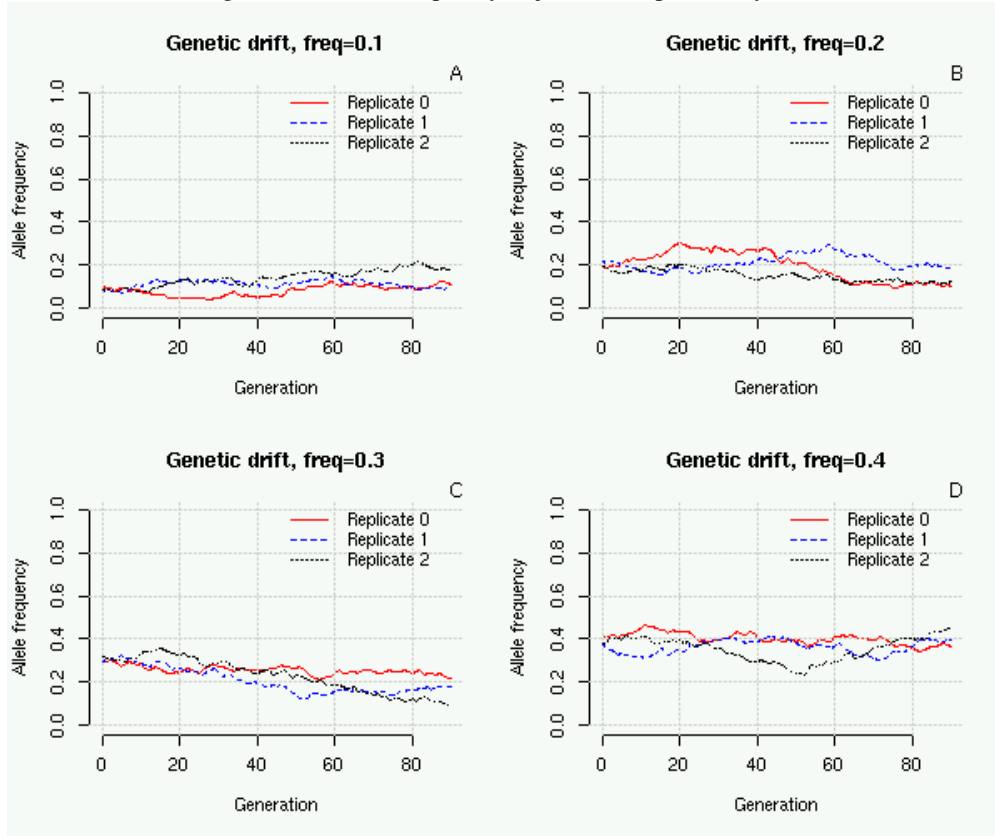 Genetic drift, freq=0.1
A
Allele frequency
0.0 0.2 0.4 0.6 0.8 1.0
Replicate 0
Replicate 1
Replicate 2
0 20 40 60 80
Generation
Genetic drift, freq=0.2
B
Allele frequency
0.0 0.2 0.4 0.6 0.8 1.0
Replicate 0
Replicate 1
Replicate 2
0 20 40 60 80
Generation
Genetic drift, freq=0.3
C
Allele frequency
0.0 0.2 0.4 0.6 0.8 1.0
Replicate 0
Replicate 1
Replicate 2
0 20 40 60 80
Generation
Genetic drift, freq=0.4
D
Allele frequency
0.0 0.2 0.4 0.6 0.8 1.0
Replicate 0
Replicate 1
Replicate 2
0 20 40 60 80
Generation